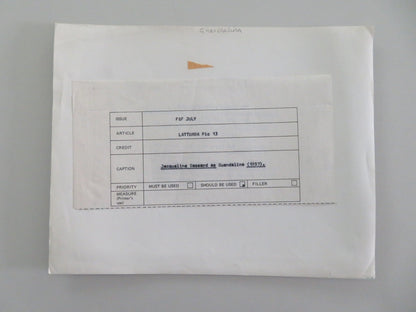 Guendalina
ISSUE F&F JULY
ARTICLE LATTUADA Pic 13
CREDIT
CAPTION Jacqueline Sassard as Guendalina (1957).
PRIORITY MUST BE USED SHOULD BE USED FILLER
MEASURE
(Printer's
use)